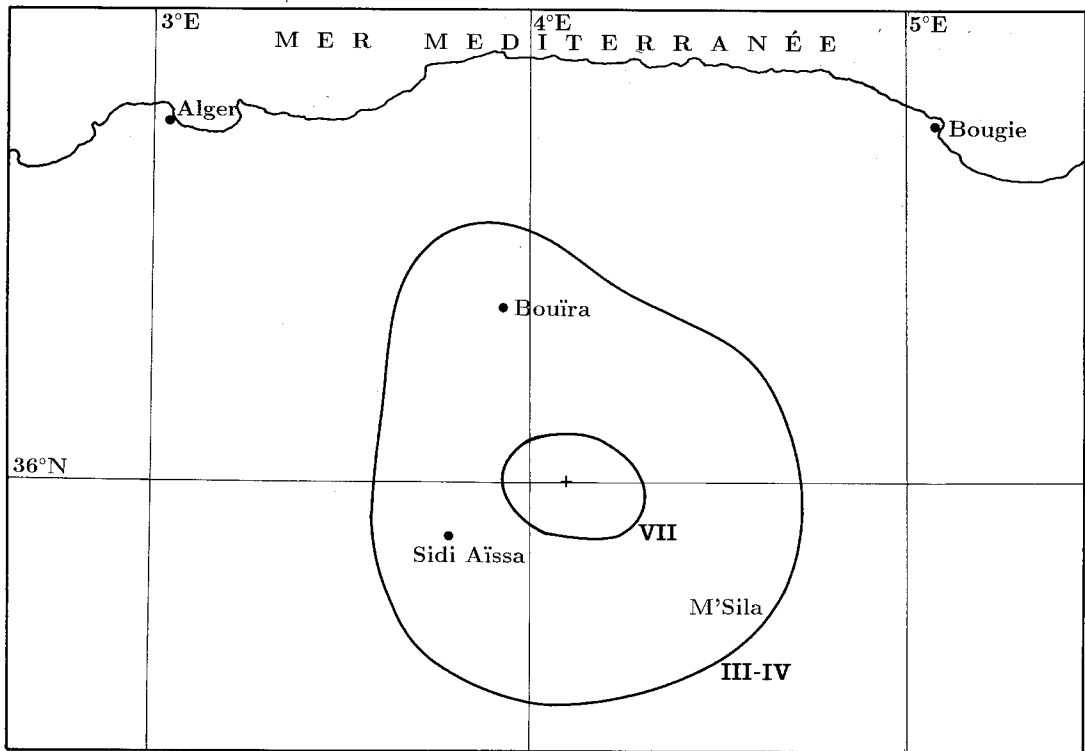 3°E
4°E
5°E
MER MEDITERRANÉE
Alger
Bougie
Bouïra
36°N
VII
Sidi Aïssa
M'Sila
III-IV